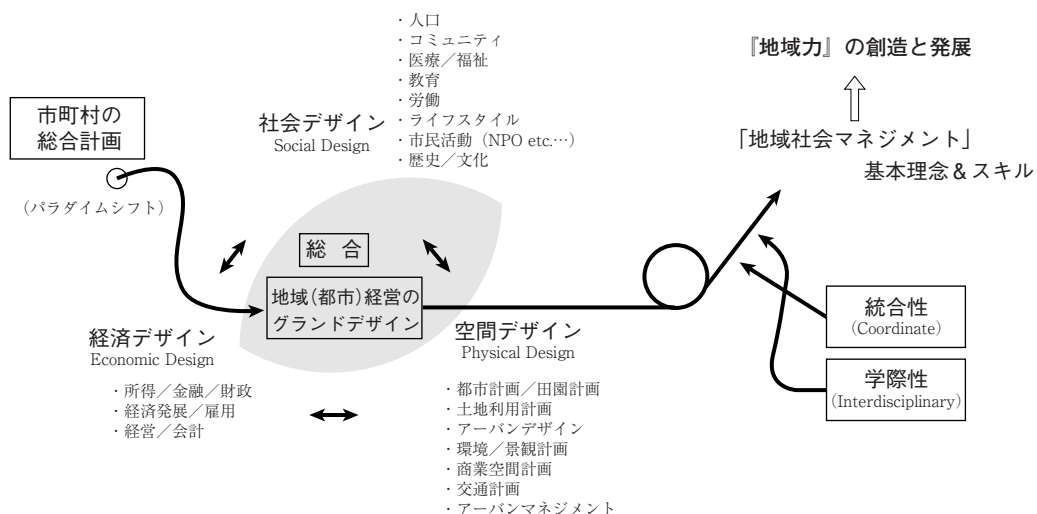 市町村の
総合計画
(パラダイムシフト)
社会デザイン
Social Design
・人口
・コミュニティ
・医療／福祉
・教育
・労働
・ライフスタイル
・市民活動（NPO etc.…）
・歴史／文化
『地域力』の創造と発展
「地域社会マネジメント」
基本理念＆スキル
総　合
地域（都市）経営の
グランドデザイン
経済デザイン
Economic Design
・所得／金融／財政
・経済発展／雇用
・経営／会計
空間デザイン
Physical Design
・都市計画／田園計画
・土地利用計画
・アーバンデザイン
・環境／景観計画
・商業空間計画
・交通計画
・アーバンマネジメント
統合性
(Coordinate)
学際性
(Interdisciplinary)